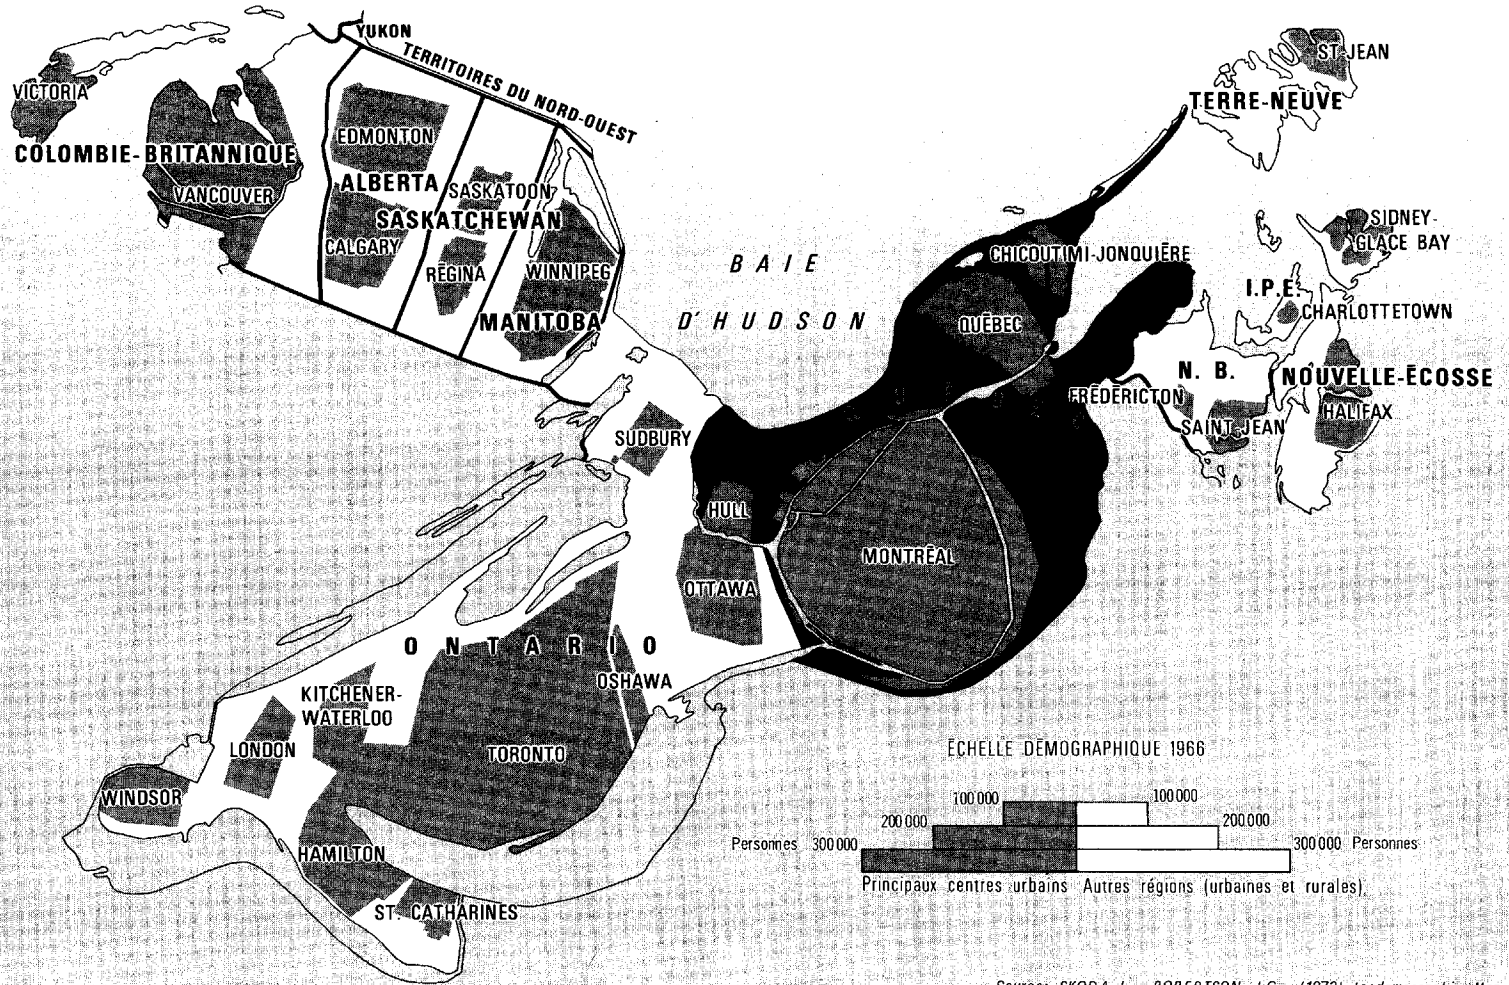 YUKON
TERRITOIRES DU NORD-OUEST
VICTORIA
COLOMBIE-BRITANNIQUE
VANCOUVER
EDMONTON
ALBERTA
CALGARY
SASKATOON
SASKATCHEWAN
RÉGINA
WINNIPEG
MANITOBA
BAIE
D'HUDSON
ST-JEAN
TERRE-NEUVE
SIDNEY-
GLACE BAY
I.P.E.
CHARLOTTETOWN
CHICOUTIMI-JONQUIÈRE
QUÉBEC
N. B.
NOUVELLE-ÉCOSSE
FRÉDÉRICTON
SAINT-JEAN
HALIFAX
SUDBURY
HULL
MONTRÉAL
OTTAWA
ONTARIO
OSHAWA
KITCHENER-
WATERLOO
LONDON
TORONTO
WINDSOR
HAMILTON
ST. CATHARINES
ÉCHELLE DÉMOGRAPHIQUE 1966
100 000 100 000
200 000 200 000
Personnes 300 000 300 000 Personnes
Principaux centres urbains Autres régions (urbaines et rurales)